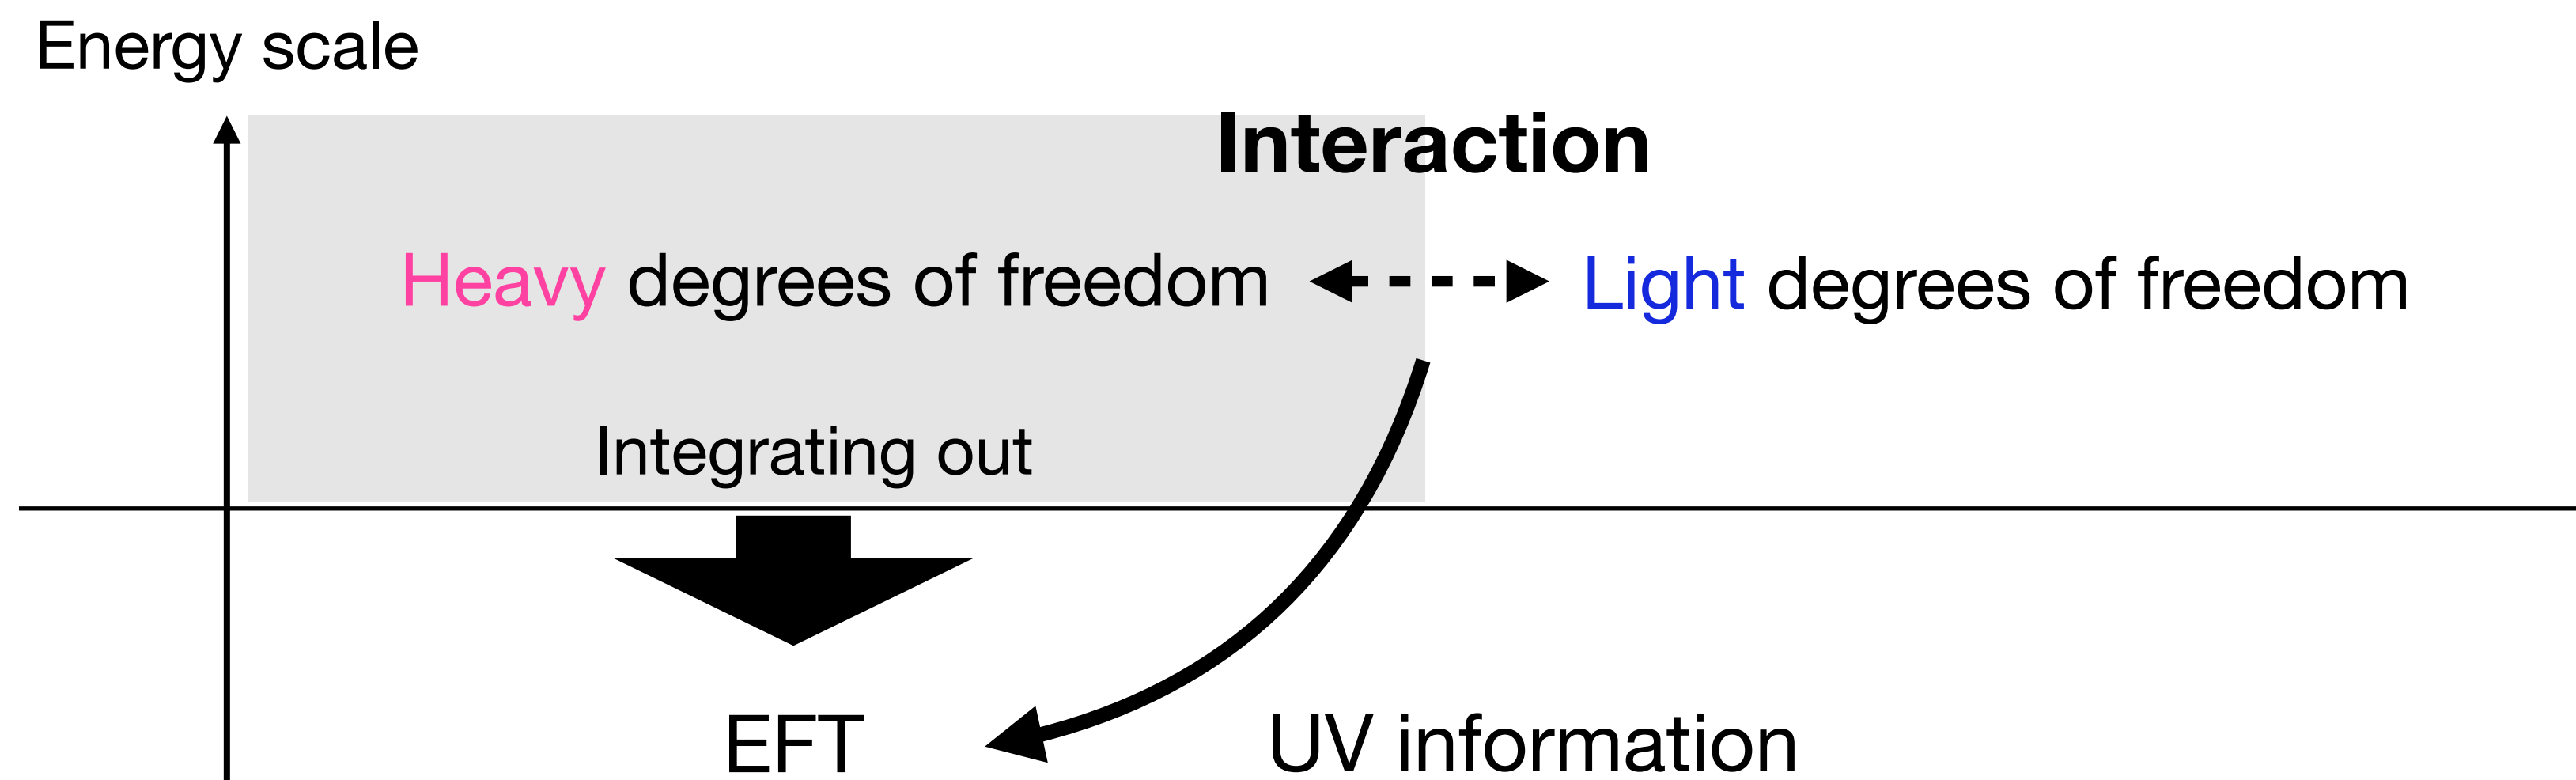 Energy scale
Interaction
Heavy degrees of freedom
Light degrees of freedom
Integrating out
EFT
UV information